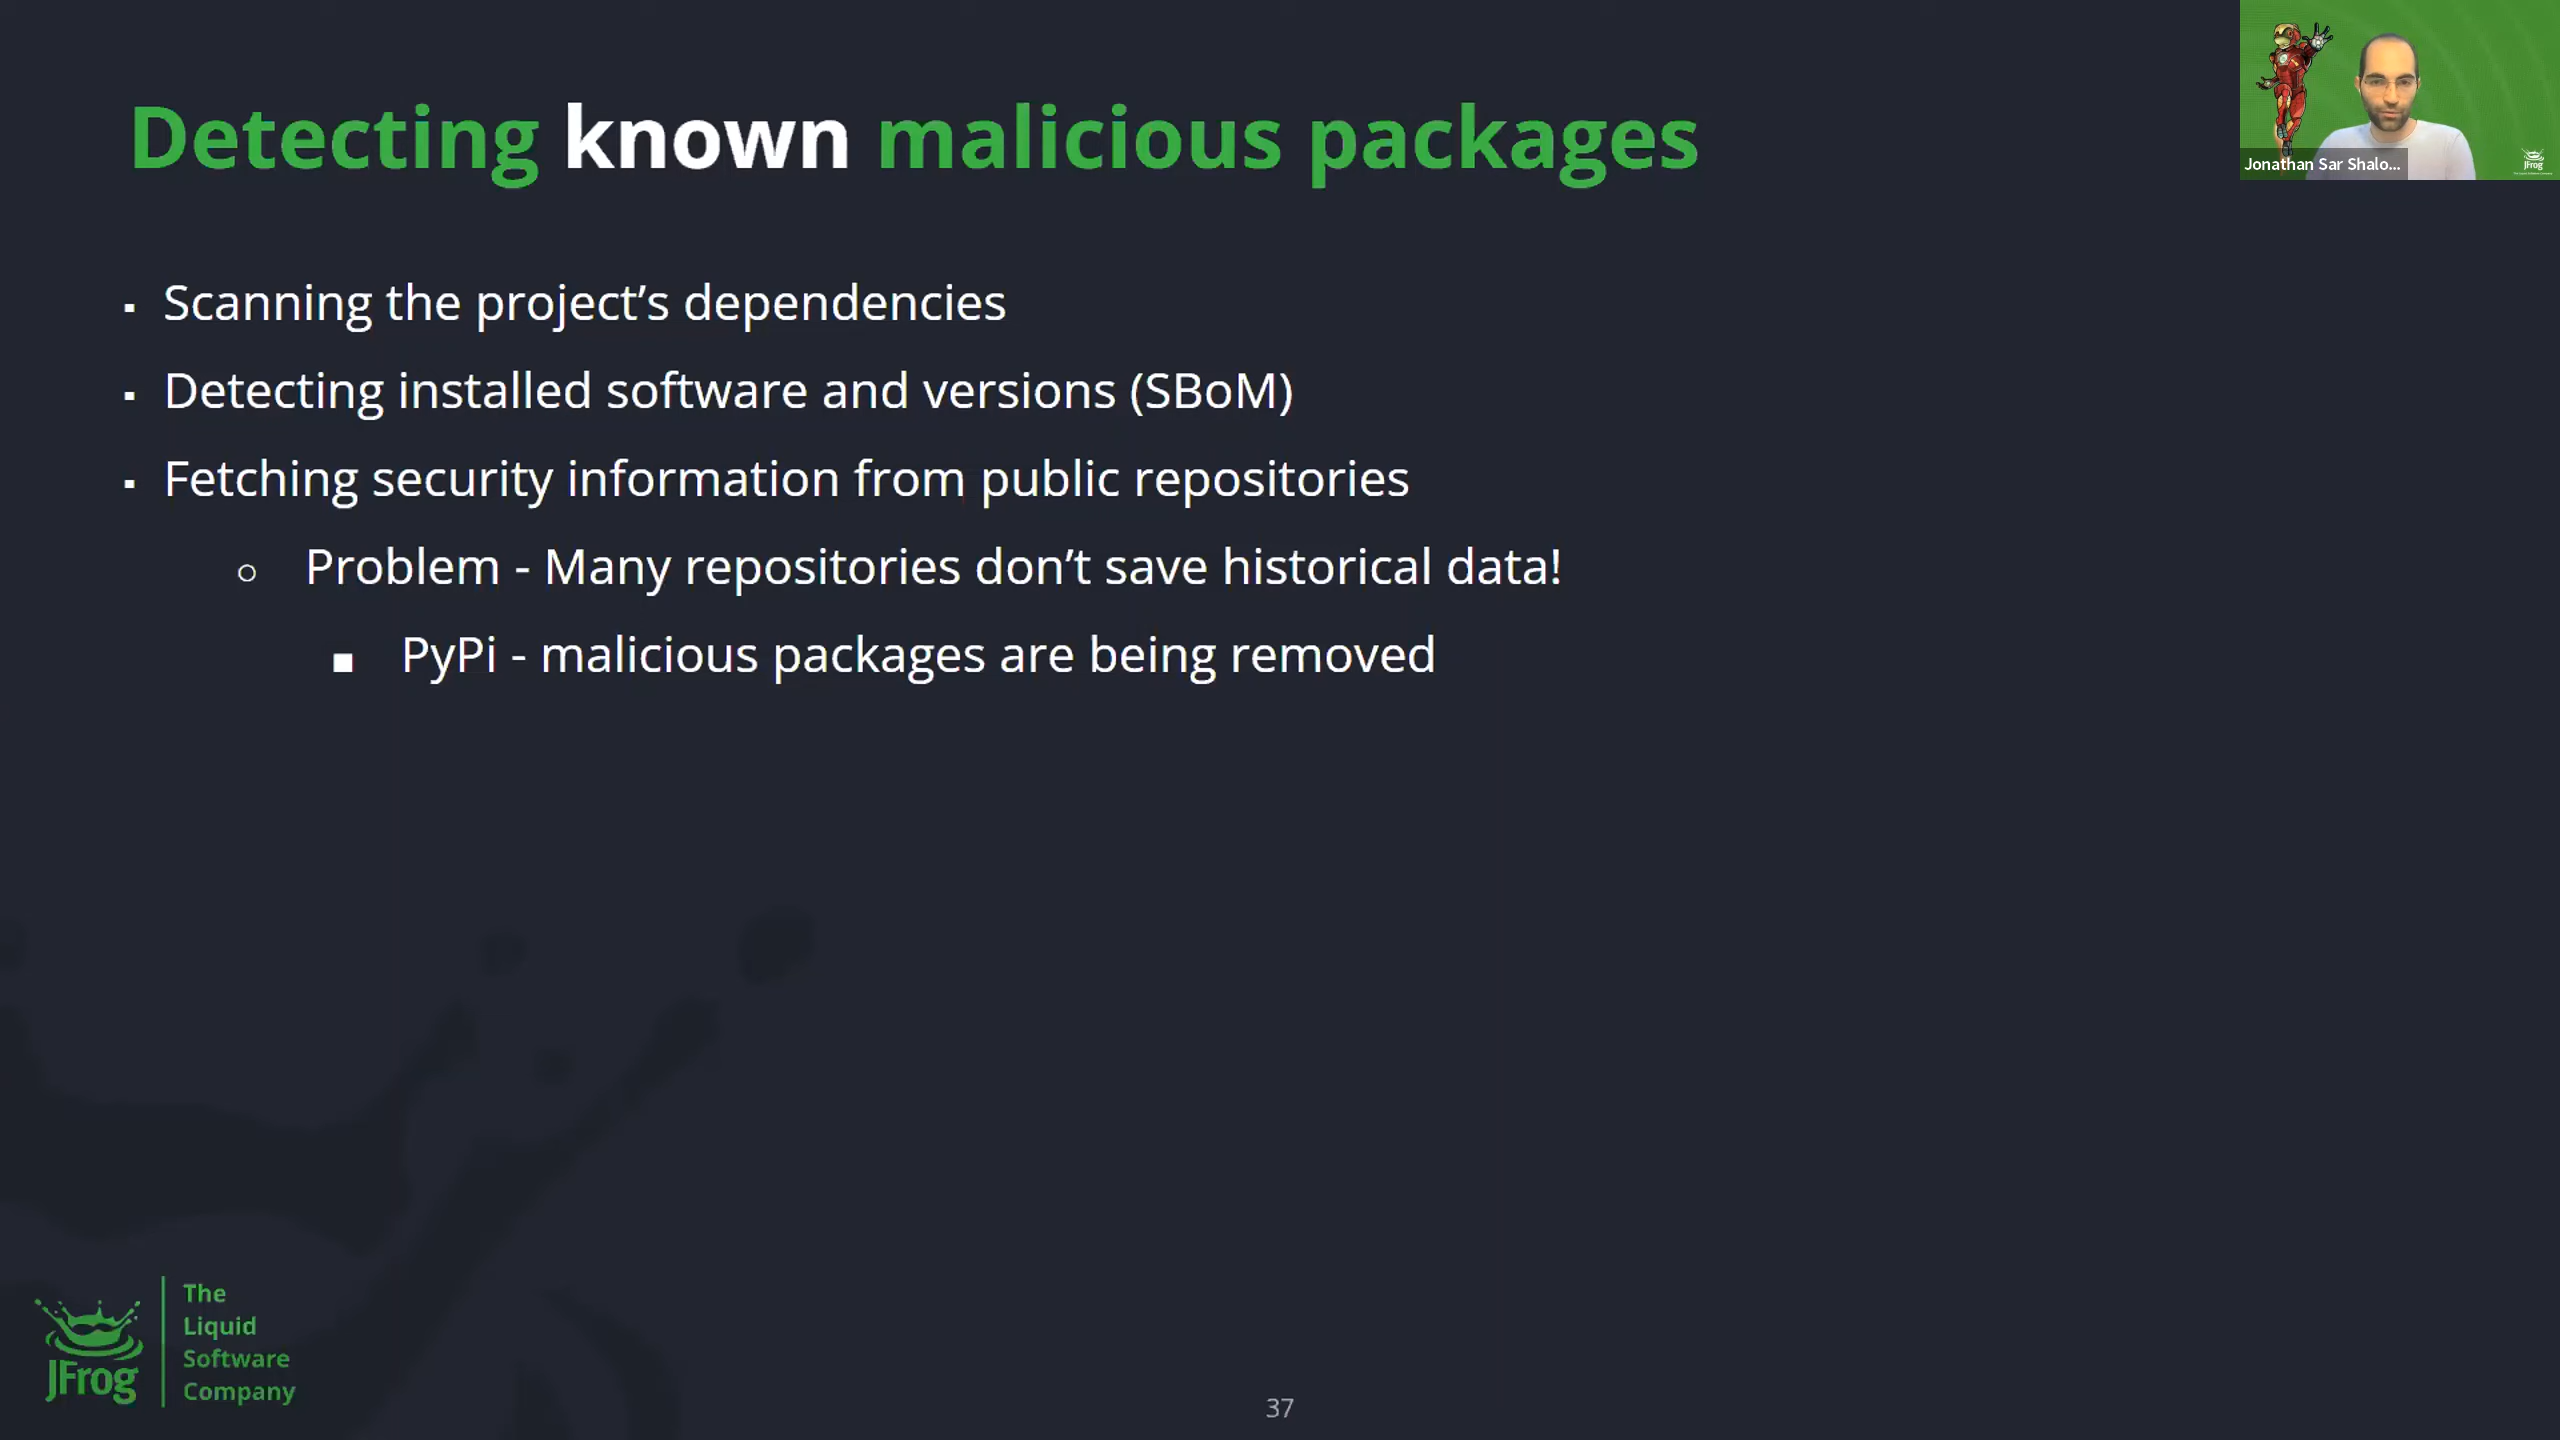 Detecting known malicious packages
Jonathan Sar Shalo...
JFrog
▪ Scanning the project’s dependencies
▪ Detecting installed software and versions (SBoM)
▪ Fetching security information from public repositories
○ Problem - Many repositories don’t save historical data!
■ PyPi - malicious packages are being removed
JFrog
The
Liquid
Software
Company
37